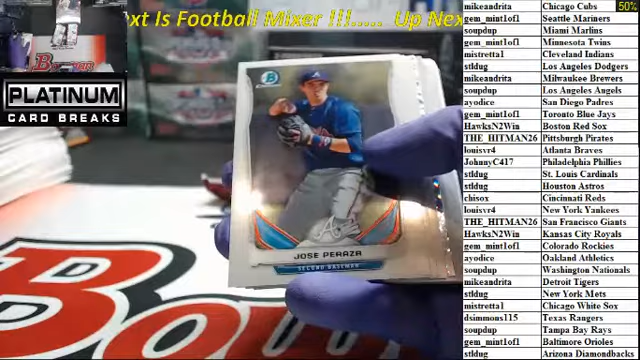 ext Is Football Mixer !!!..... Up Nex
PLATINUM
CARD BREAKS
JOSE PERAZA
SECOND BASEMAN
mikeandrita Chicago Cubs 50%
gem_mint1of1 Seattle Mariners
soupdup Miami Marlins
gem_mint1of1 Minnesota Twins
mistretta1 Cleveland Indians
stldug Los Angeles Dodgers
mikeandrita Milwaukee Brewers
soupdup Los Angeles Angels
ayodice San Diego Padres
gem_mint1of1 Toronto Blue Jays
HawksN2Win Boston Red Sox
THE_HITMAN26 Pittsburgh Pirates
louisvr4 Atlanta Braves
JohnyC417 Philadelphia Phillies
stldug St. Louis Cardinals
stldug Houston Astros
chisox Cincinnati Reds
louisvr4 New York Yankees
THE_HITMAN26 San Francisco Giants
HawksN2Win Kansas City Royals
gem_mint1of1 Colorado Rockies
ayodice Oakland Athletics
soupdup Washington Nationals
mikeandrita Detroit Tigers
stldug New York Mets
mistretta1 Chicago White Sox
dsimmons115 Texas Rangers
soupdup Tampa Bay Rays
gem_mint1of1 Baltimore Orioles
stldug Arizona Diamondbacks